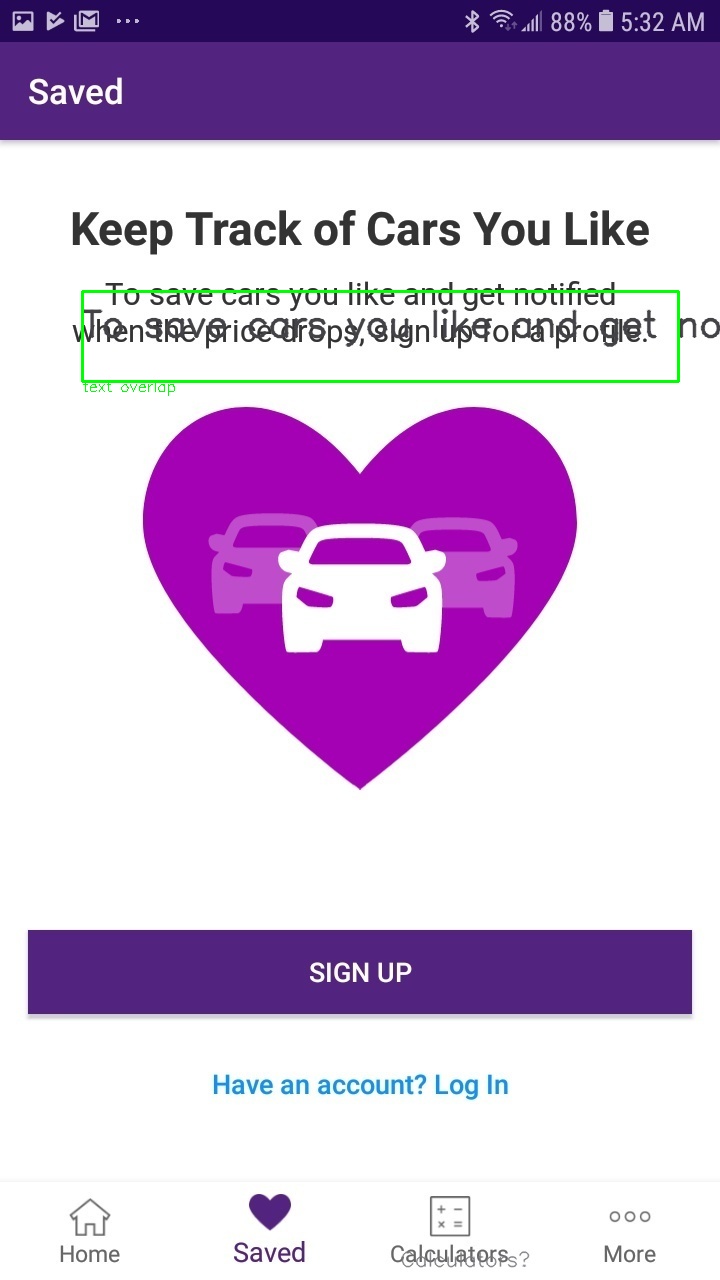 88% 5:32 AM
Saved
Keep Track of Cars You Like
To save cars you like and get notified
To save cars you like and get no
when the price drops, sign up for a profile.
text overlap
SIGN UP
Have an account? Log In
Home Saved Calculators More
Calculators?